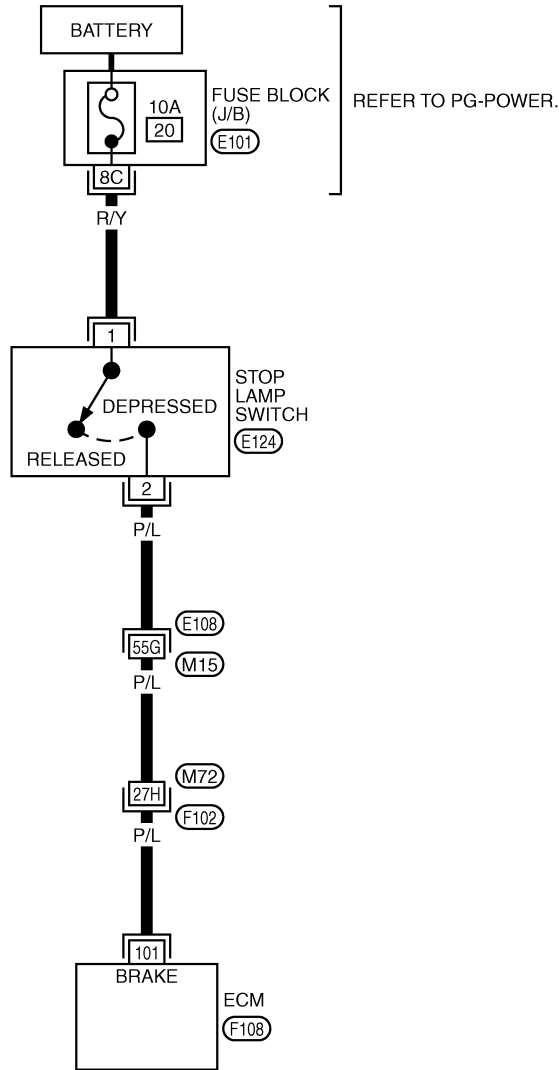 BATTERY
10A
20
FUSE BLOCK
(J/B)
E101
REFER TO PG-POWER.
8C
R/Y
1
DEPRESSED
RELEASED
STOP
LAMP
SWITCH
E124
2
P/L
E108
55G
M15
P/L
M72
27H
F102
P/L
101
BRAKE
ECM
F108